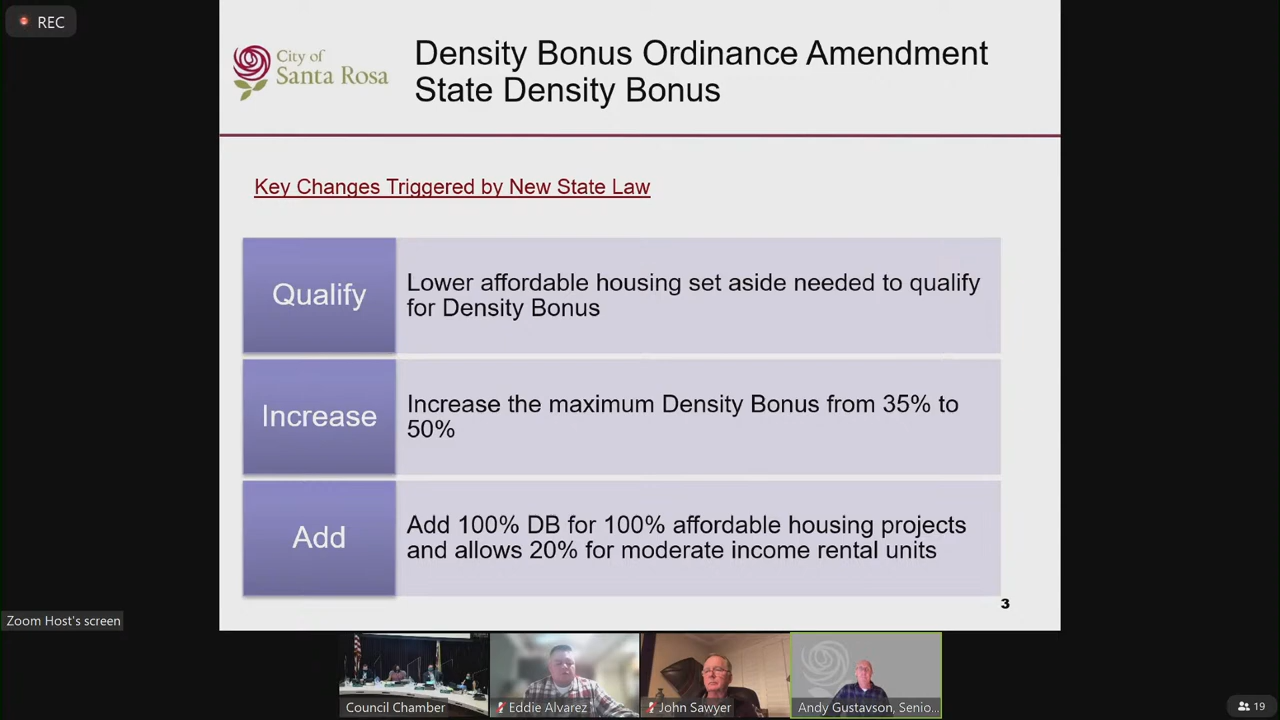 REC
City of
Santa Rosa
Density Bonus Ordinance Amendment
State Density Bonus
Key Changes Triggered by New State Law
Qualify
Lower affordable housing set aside needed to qualify
for Density Bonus
Increase
Increase the maximum Density Bonus from 35% to
50%
Add
Add 100% DB for 100% affordable housing projects
and allows 20% for moderate income rental units
3
Zoom Host's screen
Council Chamber
Eddie Alvarez
John Sawyer
Andy Gustavson, Senio...
19